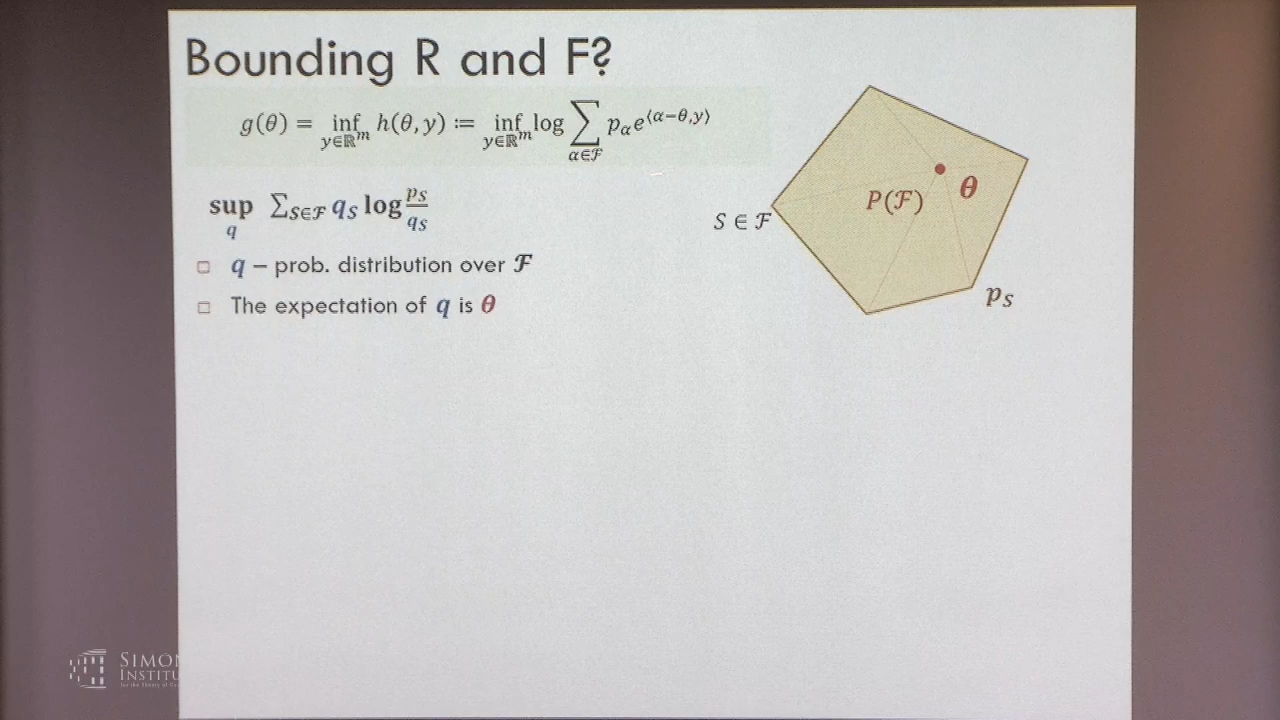 Bounding R and F?
g(θ) = inf_{y∈ℝ^m} h(θ, y) := inf_{y∈ℝ^m} log ∑_{α∈ℱ} p_α e^{⟨α−θ,y⟩}
sup_q ∑_{S∈ℱ} q_S log p_S/q_S
q – prob. distribution over ℱ
The expectation of q is θ
θ
P(ℱ)
S ∈ ℱ
p_S
SIMON
INSTITU